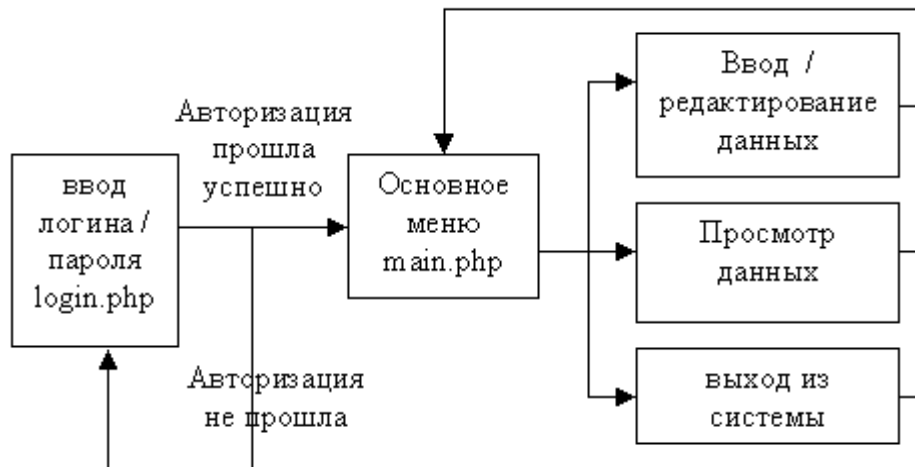 ввод
логина /
пароля
login.php
Авторизация
прошла
успешно
Авторизация
не прошла
Основное
меню
main.php
Ввод /
редактирование
данных
Просмотр
данных
выход из
системы